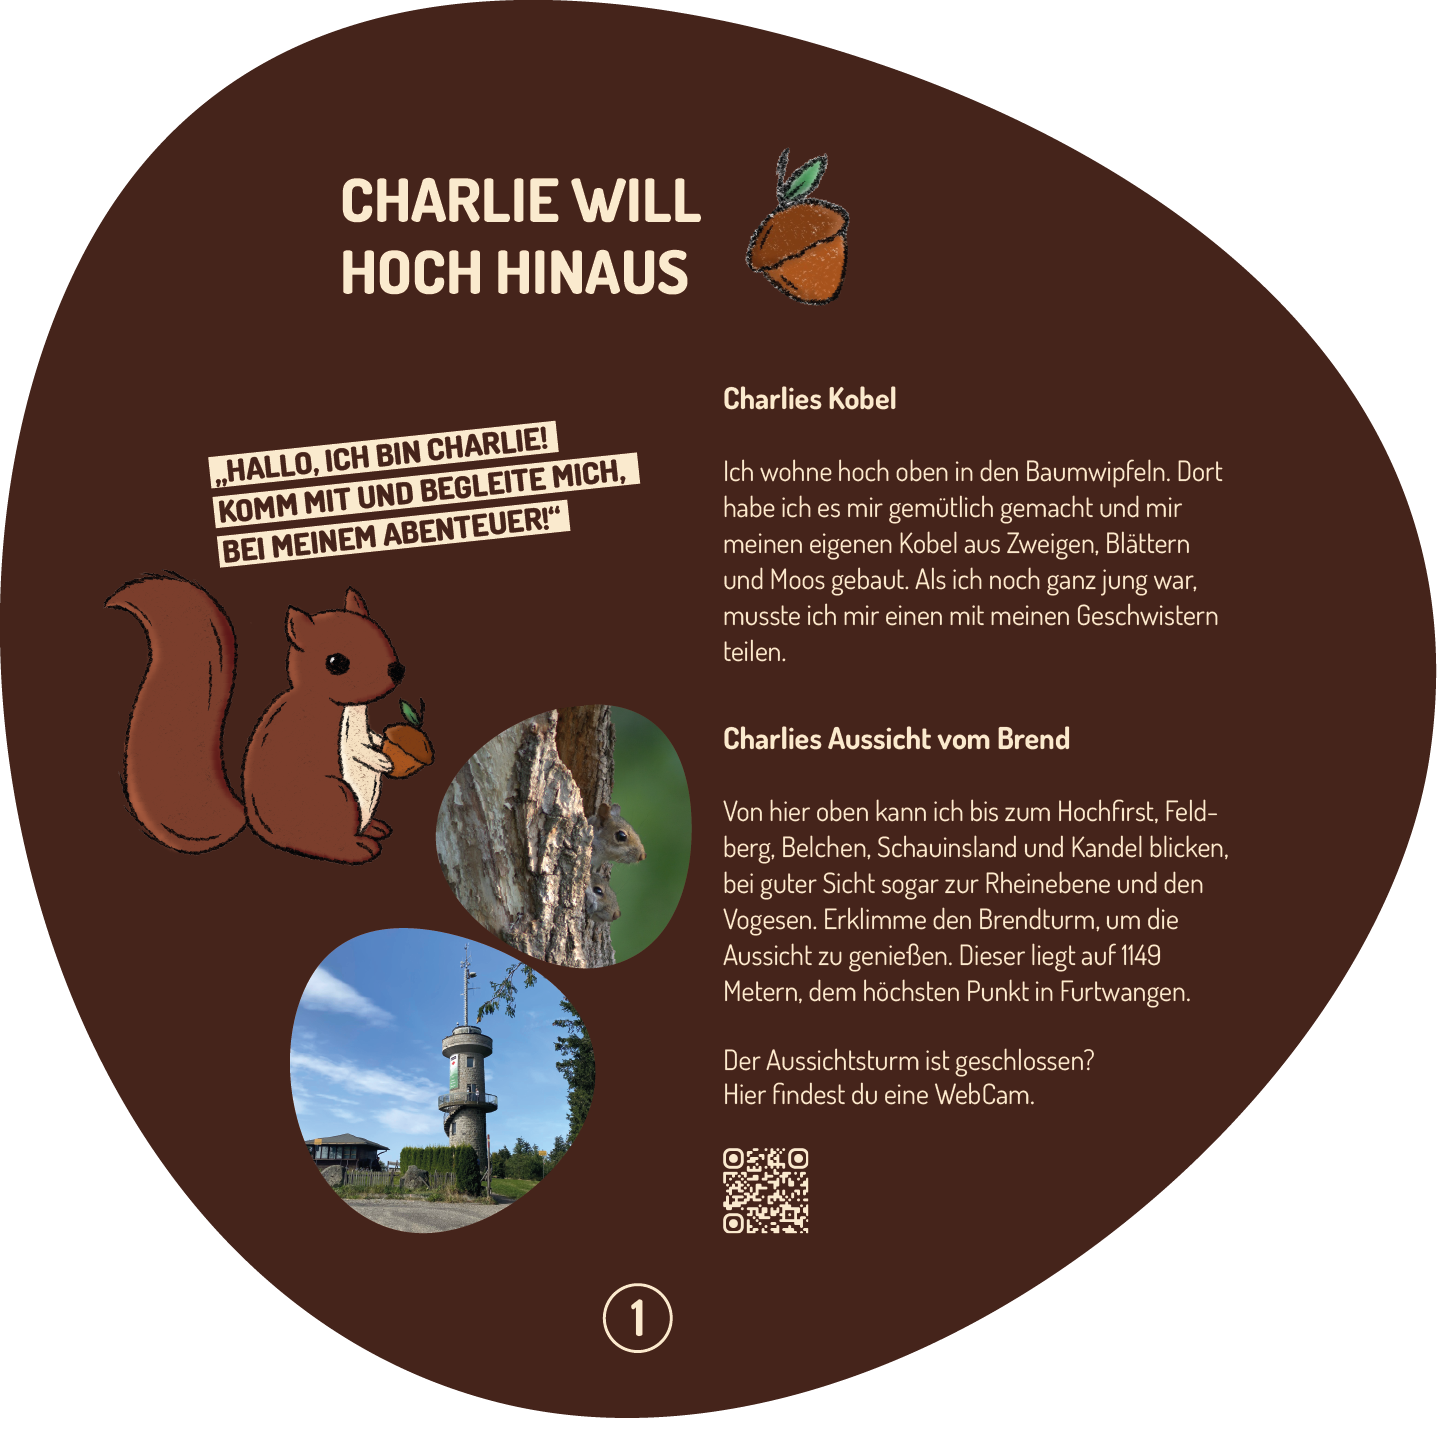 CHARLIE WILL
HOCH HINAUS
„HALLO, ICH BIN CHARLIE!
KOMM MIT UND BEGLEITE MICH,
BEI MEINEM ABENTEUER!“
Charlies Kobel
Ich wohne hoch oben in den Baumwipfeln. Dort
habe ich es mir gemütlich gemacht und mir
meinen eigenen Kobel aus Zweigen, Blättern
und Moos gebaut. Als ich noch ganz jung war,
musste ich mir einen mit meinen Geschwistern
teilen.
Charlies Aussicht vom Brend
Von hier oben kann ich bis zum Hochfirst, Feld-
berg, Belchen, Schauinsland und Kandel blicken,
bei guter Sicht sogar zur Rheinebene und den
Vogesen. Erklimme den Brendturm, um die
Aussicht zu genießen. Dieser liegt auf 1149
Metern, dem höchsten Punkt in Furtwangen.
Der Aussichtsturm ist geschlossen?
Hier findest du eine WebCam.
1